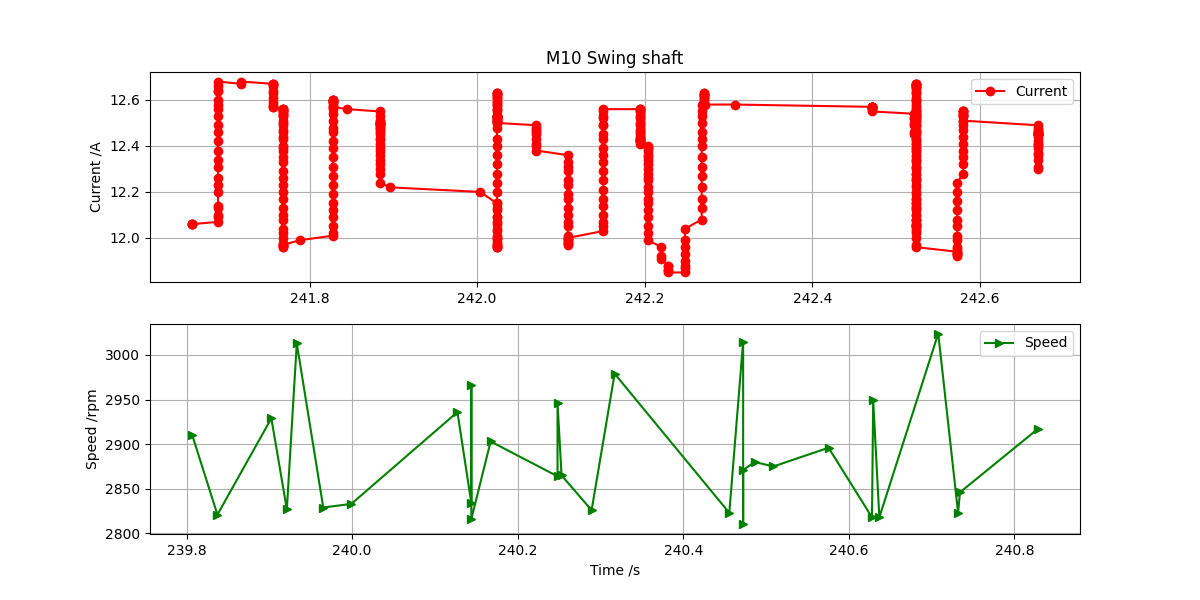 M10 Swing shaft
Current /A
12.6
12.4
12.2
12.0
Current
241.8 242.0 242.2 242.4 242.6
Speed /rpm
3000
2950
2900
2850
2800
Speed
239.8 240.0 240.2 240.4 240.6 240.8
Time /s